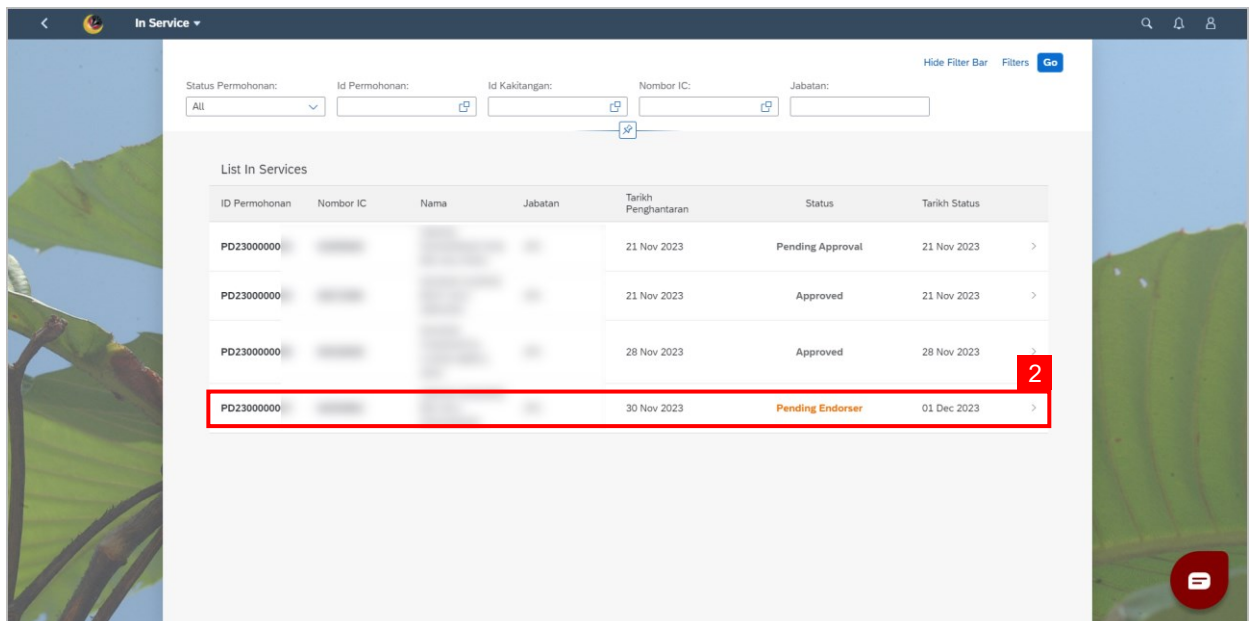 In Service
Hide Filter Bar Filters Go
Status Permohonan: Id Permohonan: Id Kakitangan: Nombor IC: Jabatan:
All
List In Services
ID Permohonan Nombor IC Nama Jabatan Tarikh Penghantaran Status Tarikh Status
PD23000000 21 Nov 2023 Pending Approval 21 Nov 2023
PD23000000 21 Nov 2023 Approved 21 Nov 2023
PD23000000 28 Nov 2023 Approved 28 Nov 2023
2
PD23000000 30 Nov 2023 Pending Endorser 01 Dec 2023